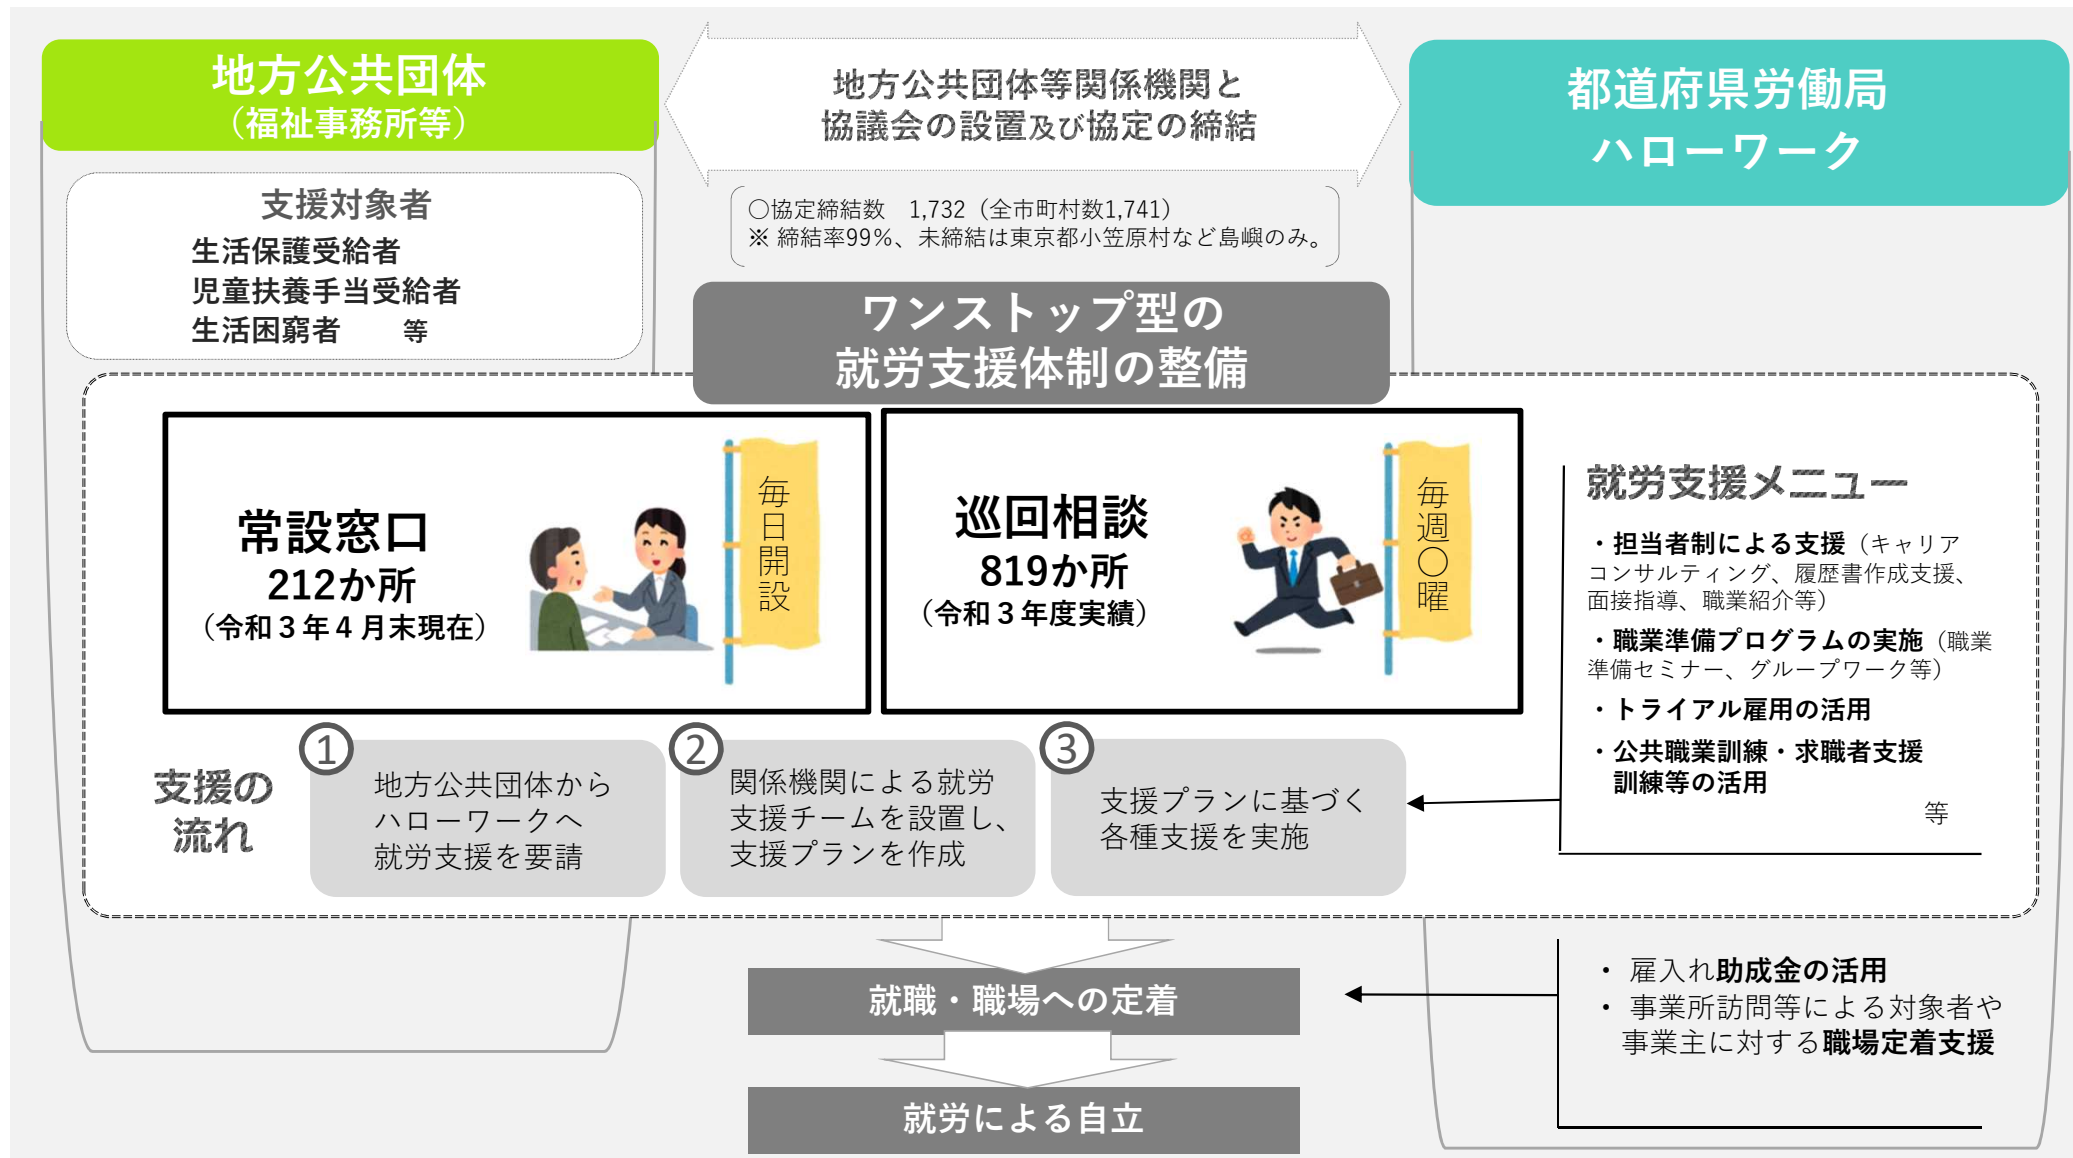 地方公共団体
（福祉事務所等）
地方公共団体等関係機関と
協議会の設置及び協定の締結
都道府県労働局
ハローワーク
支援対象者
生活保護受給者
児童扶養手当受給者
生活困窮者　　等
○協定締結数　1,732（全市町村数1,741）
※ 締結率99%、未締結は東京都小笠原村など島嶼のみ。
ワンストップ型の
就労支援体制の整備
常設窓口
212か所
（令和３年４月末現在）
毎日開設
巡回相談
819か所
（令和３年度実績）
毎週○曜
就労支援メニュー
・担当者制による支援（キャリア
コンサルティング、履歴書作成支援、
面接指導、職業紹介等）
・職業準備プログラムの実施（職業
準備セミナー、グループワーク等）
・トライアル雇用の活用
・公共職業訓練・求職者支援
訓練等の活用
等
支援の
流れ
①
地方公共団体から
ハローワークへ
就労支援を要請
②
関係機関による就労
支援チームを設置し、
支援プランを作成
③
支援プランに基づく
各種支援を実施
就職・職場への定着
・ 雇入れ助成金の活用
・ 事業所訪問等による対象者や
事業主に対する職場定着支援
就労による自立